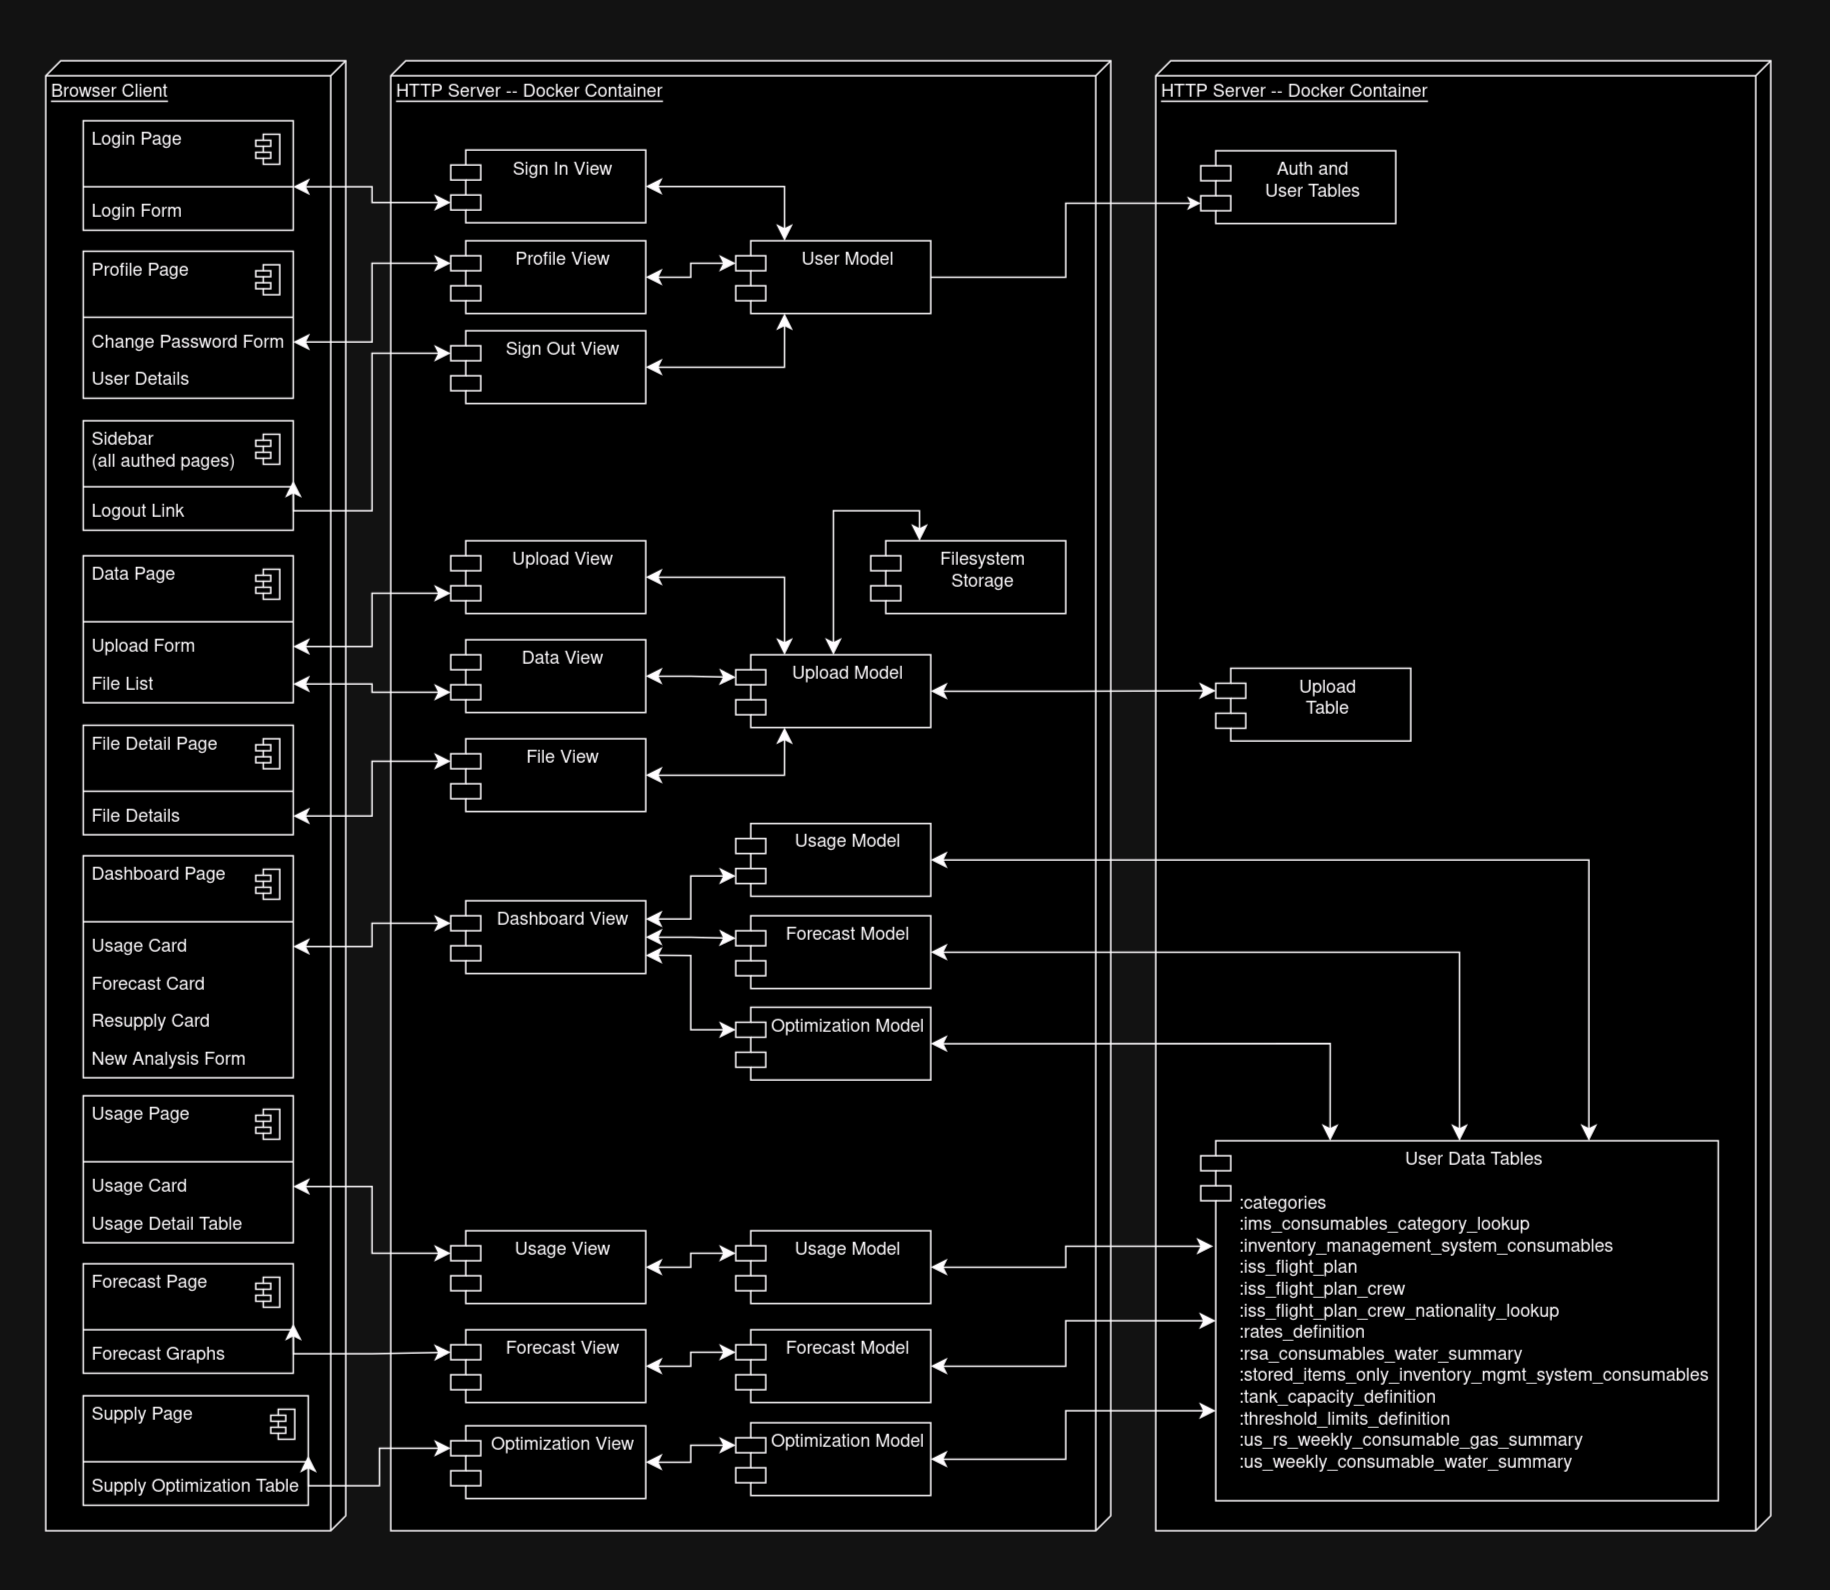 Browser Client
Login Page
Login Form
Profile Page
Change Password Form
User Details
Sidebar
(all authed pages)
Logout Link
Data Page
Upload Form
File List
File Detail Page
File Details
Dashboard Page
Usage Card
Forecast Card
Resupply Card
New Analysis Form
Usage Page
Usage Card
Usage Detail Table
Forecast Page
Forecast Graphs
Supply Page
Supply Optimization Table
HTTP Server -- Docker Container
Sign In View
Profile View
User Model
Sign Out View
Upload View
Filesystem
Storage
Data View
Upload Model
File View
Usage Model
Dashboard View
Forecast Model
Optimization Model
Usage View
Usage Model
Forecast View
Forecast Model
Optimization View
Optimization Model
HTTP Server -- Docker Container
Auth and
User Tables
Upload
Table
User Data Tables
:categories
:ims_consumables_category_lookup
:inventory_management_system_consumables
:iss_flight_plan
:iss_flight_plan_crew
:iss_flight_plan_crew_nationality_lookup
:rates_definition
:rsa_consumables_water_summary
:stored_items_only_inventory_mgmt_system_consumables
:tank_capacity_definition
:threshold_limits_definition
:us_rs_weekly_consumable_gas_summary
:us_weekly_consumable_water_summary